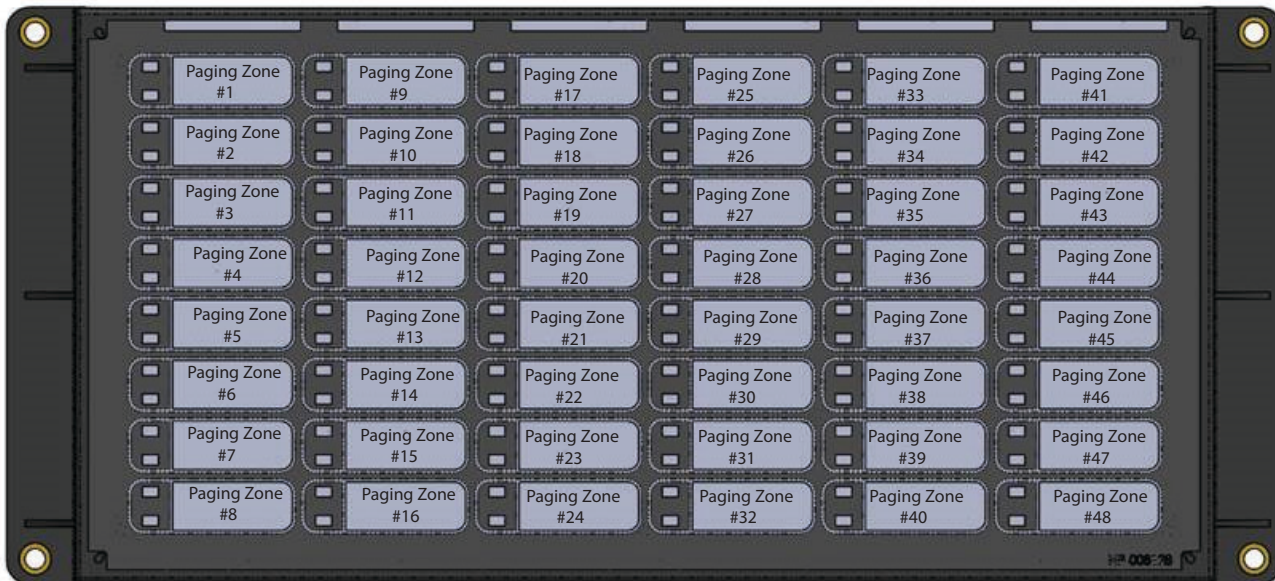 Paging Zone
#1
Paging Zone
#9
Paging Zone
#17
Paging Zone
#25
Paging Zone
#33
Paging Zone
#41
Paging Zone
#2
Paging Zone
#10
Paging Zone
#18
Paging Zone
#26
Paging Zone
#34
Paging Zone
#42
Paging Zone
#3
Paging Zone
#11
Paging Zone
#19
Paging Zone
#27
Paging Zone
#35
Paging Zone
#43
Paging Zone
#4
Paging Zone
#12
Paging Zone
#20
Paging Zone
#28
Paging Zone
#36
Paging Zone
#44
Paging Zone
#5
Paging Zone
#13
Paging Zone
#21
Paging Zone
#29
Paging Zone
#37
Paging Zone
#45
Paging Zone
#6
Paging Zone
#14
Paging Zone
#22
Paging Zone
#30
Paging Zone
#38
Paging Zone
#46
Paging Zone
#7
Paging Zone
#15
Paging Zone
#23
Paging Zone
#31
Paging Zone
#39
Paging Zone
#47
Paging Zone
#8
Paging Zone
#16
Paging Zone
#24
Paging Zone
#32
Paging Zone
#40
Paging Zone
#48